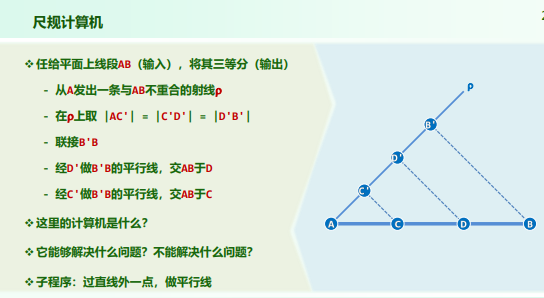 尺规计算机
2
❖任给平面上线段AB（输入），将其三等分（输出）
- 从A发出一条与AB不重合的射线ρ
- 在ρ上取 |AC'| = |C'D'| = |D'B'|
- 联接B'B
- 经D'做B'B的平行线，交AB于D
- 经C'做B'B的平行线，交AB于C
❖这里的计算机是什么？
❖它能够解决什么问题？不能解决什么问题？
❖子程序：过直线外一点，做平行线
ρ
B'
D'
C'
A
C
D
B